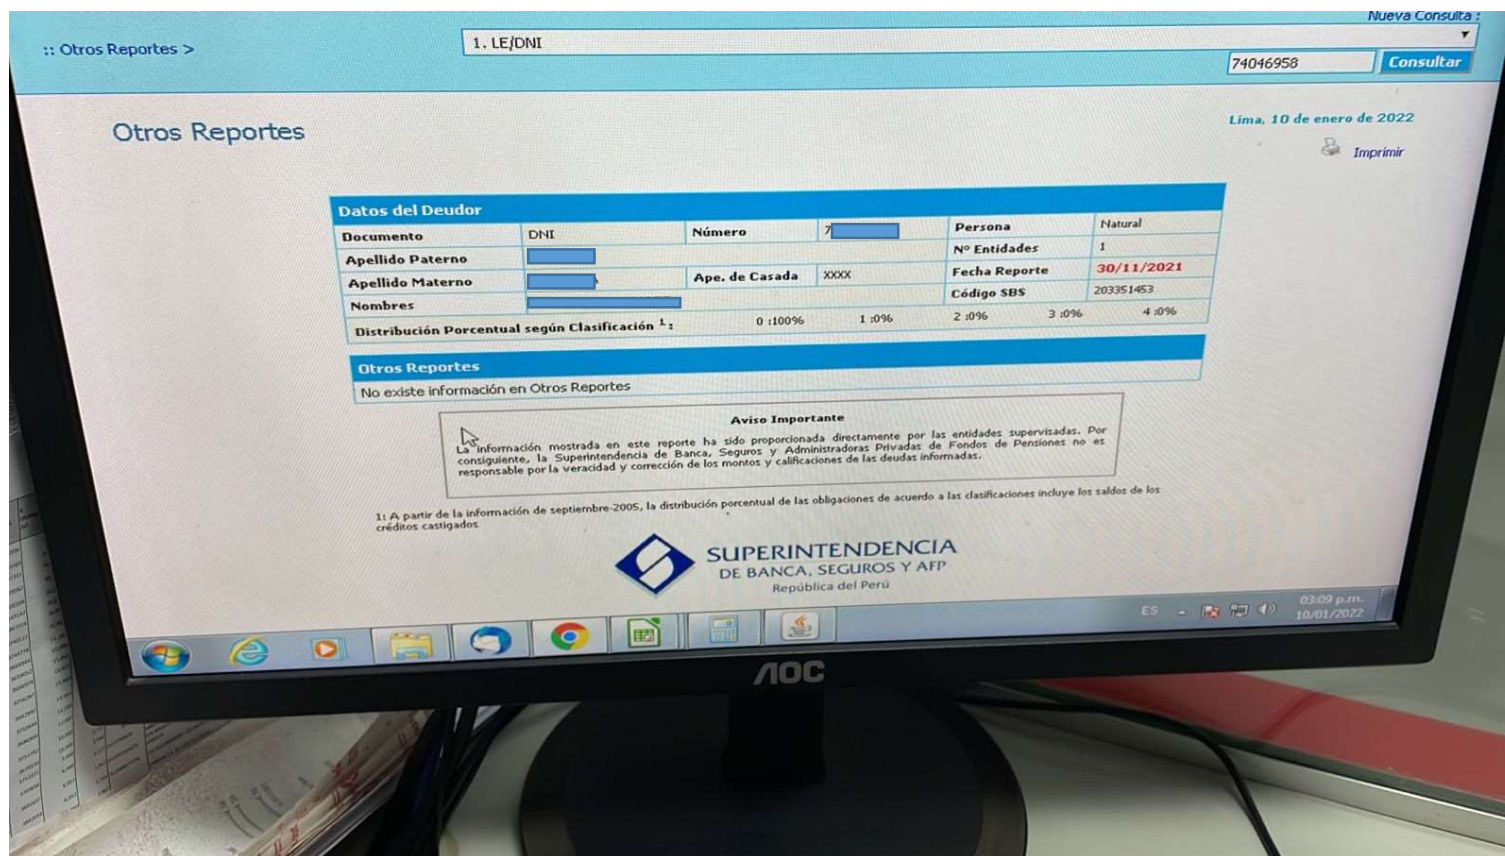 Nueva Consulta :
:: Otros Reportes >
1. LE/DNI
74046958
Consultar
Otros Reportes
Lima, 10 de enero de 2022
Imprimir
Datos del Deudor
Documento DNI Número 7 Persona Natural
Apellido Paterno Nº Entidades 1
Apellido Materno Ape. de Casada XXXX Fecha Reporte 30/11/2021
Nombres Código SBS 203351453
Distribución Porcentual según Clasificación 1 : 0 :100% 1 :0% 2 :0% 3 :0% 4 :0%
Otros Reportes
No existe información en Otros Reportes
Aviso Importante
La información mostrada en este reporte ha sido proporcionada directamente por las entidades supervisadas. Por
consiguiente, la Superintendencia de Banca, Seguros y Administradoras Privadas de Fondos de Pensiones no es
responsable por la veracidad y corrección de los montos y calificaciones de las deudas informadas.
1: A partir de la información de septiembre-2005, la distribución porcentual de las obligaciones de acuerdo a las clasificaciones incluye los saldos de los
créditos castigados
SUPERINTENDENCIA
DE BANCA, SEGUROS Y AFP
República del Perú
ES
03:09 p.m.
10/01/2022
AOC